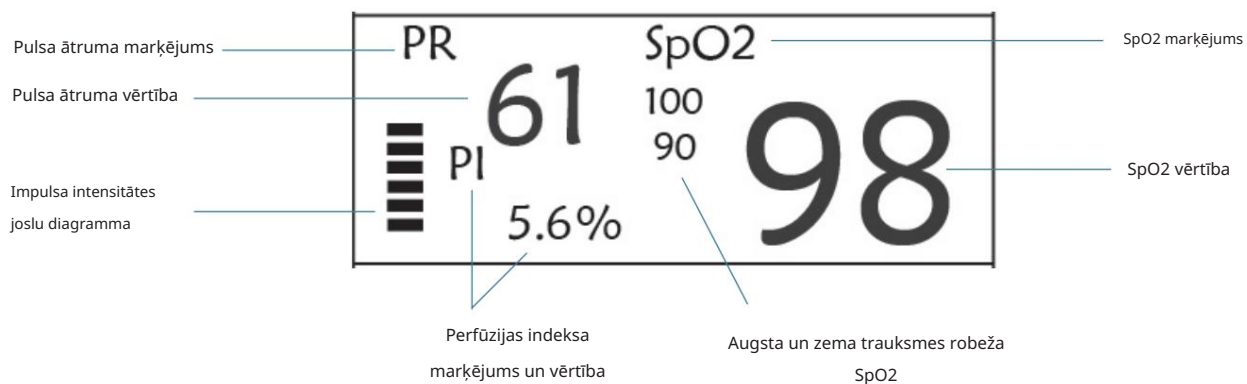 Pulsa ātruma marķējums
Pulsa ātruma vērtība
Impulsa intensitātes
joslu diagramma
PR
61
PI
5.6%
SpO2
100
90
98
SpO2 marķējums
SpO2 vērtība
Perfūzijas indeksa
marķējums un vērtība
Augsta un zema trauksmes robeža
SpO2